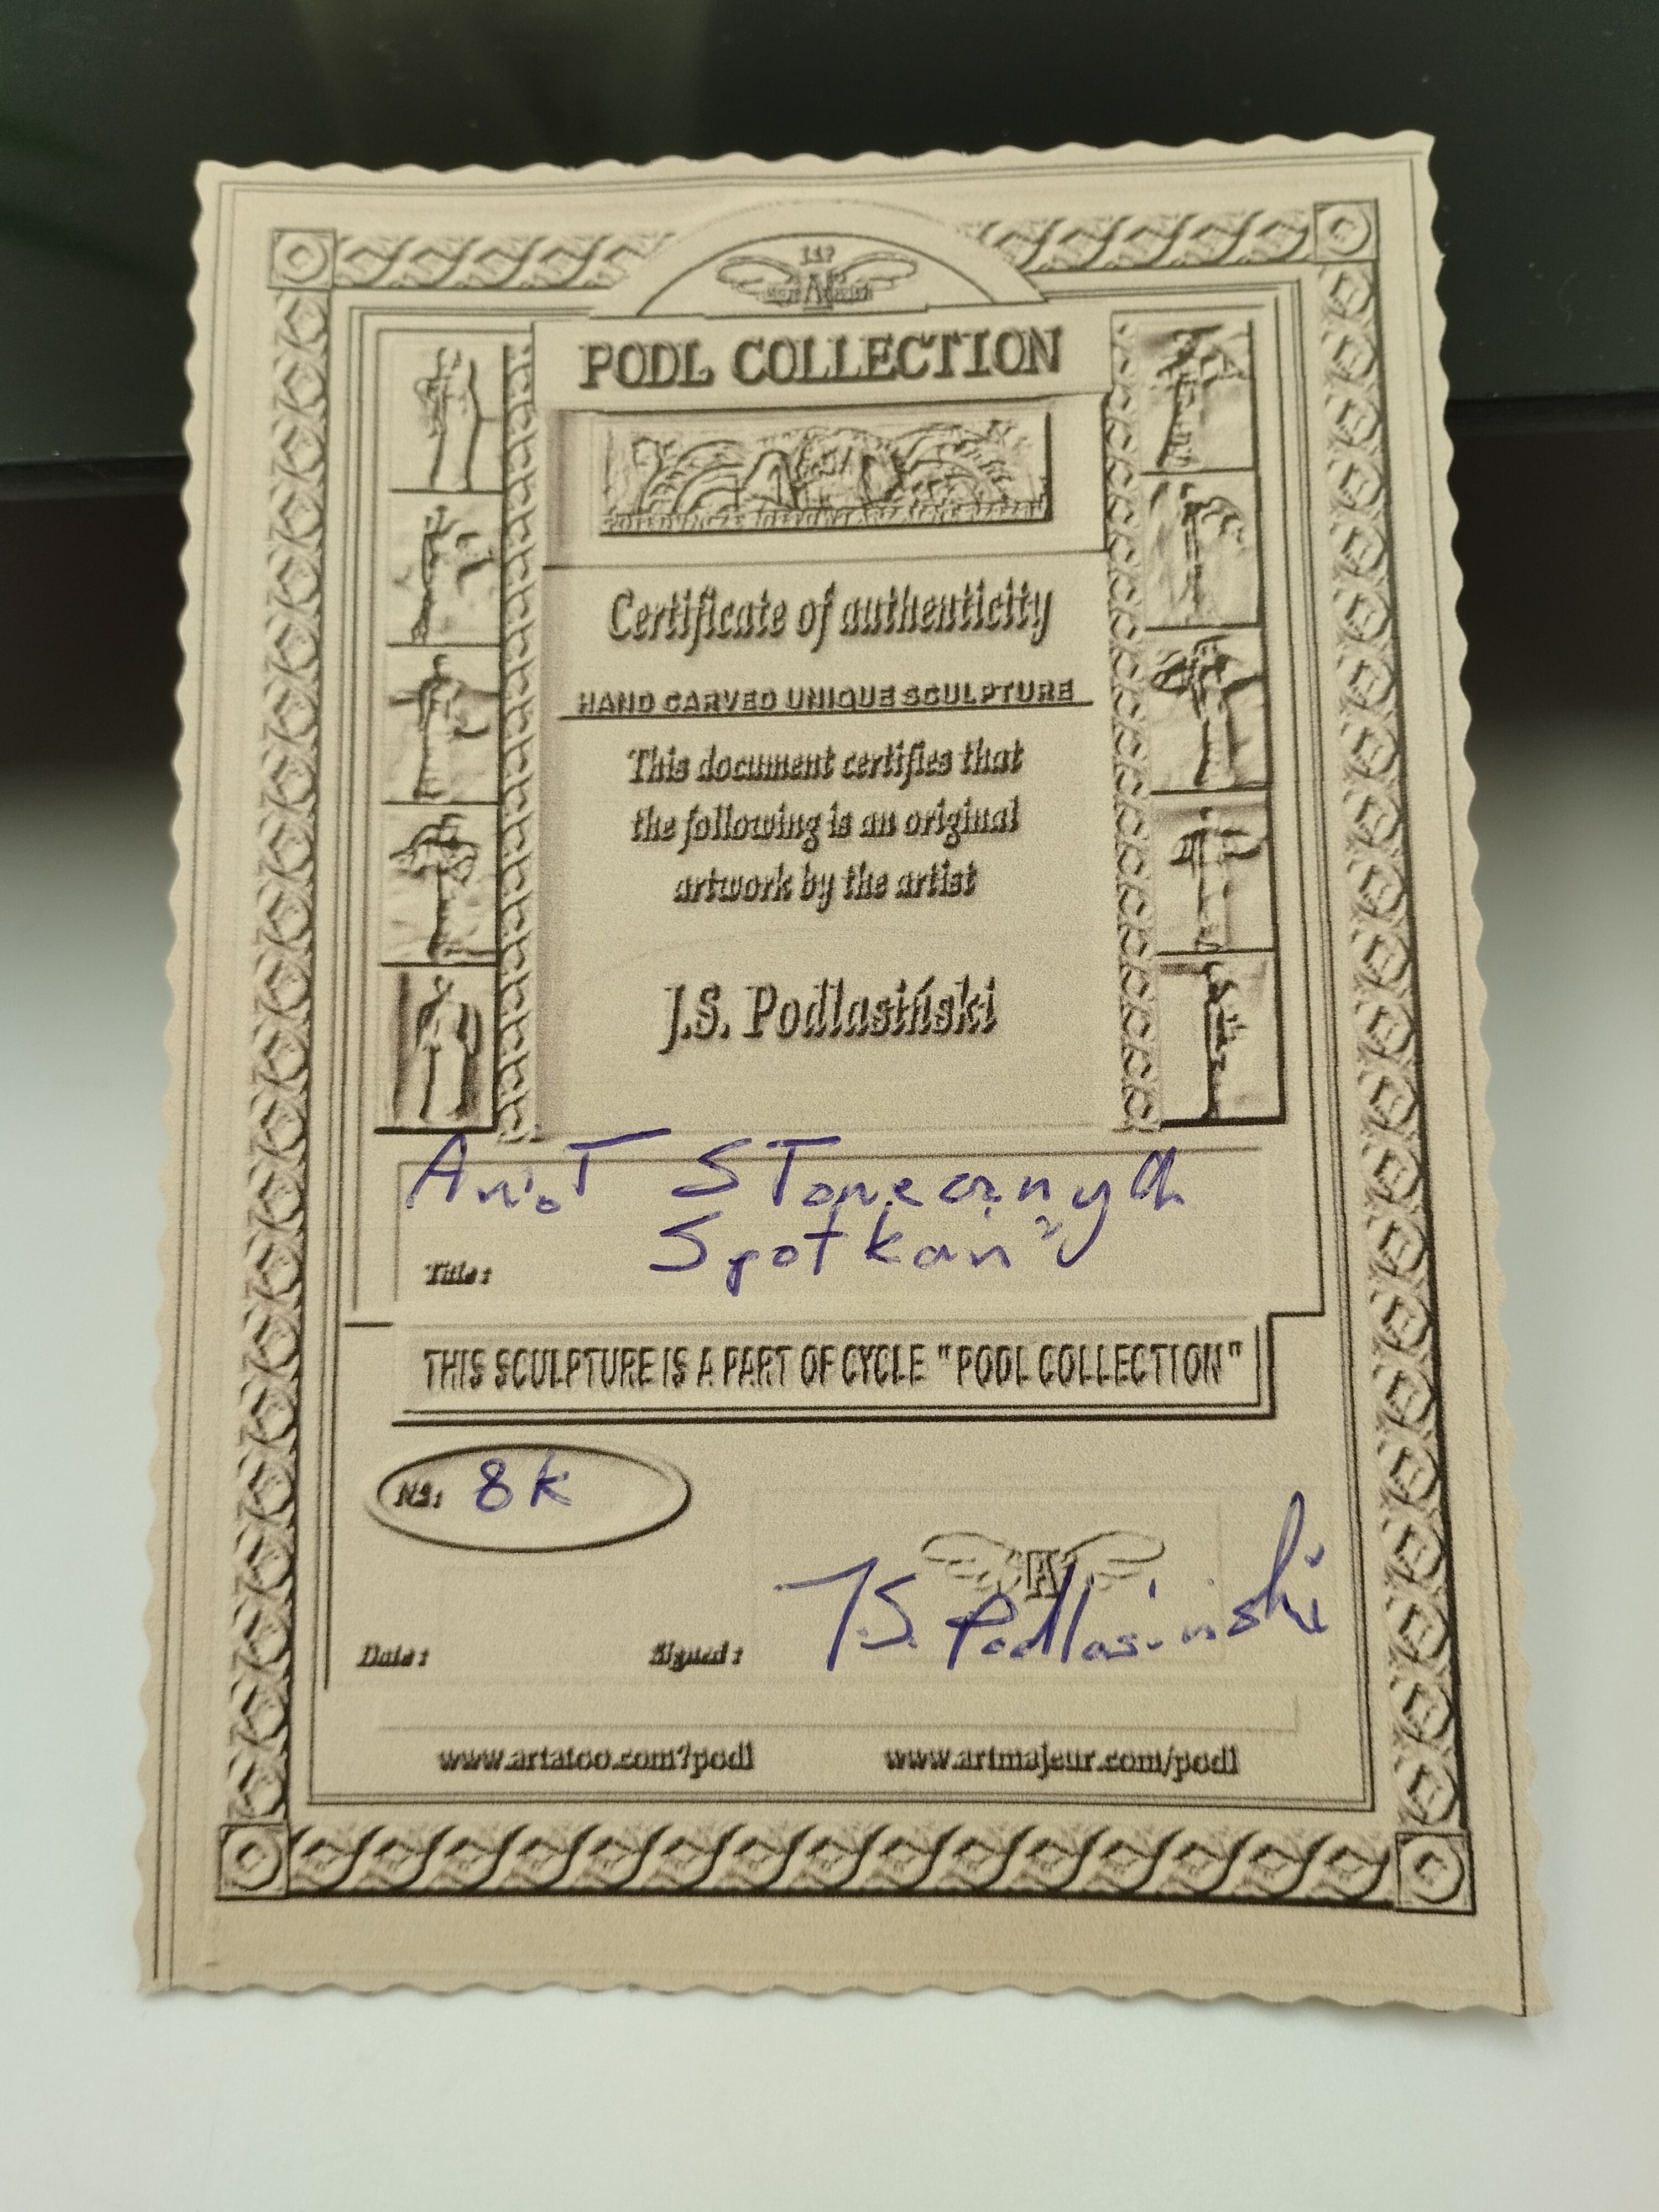 PODL COLLECTION
Certificate of authenticity
HAND CARVED UNIQUE SCULPTURE
This document certifies that
the following is an original
artwork by the artist
J.S. Podlasiński
Anioł Słonecznych
Spotkań
Title:
THIS SCULPTURE IS A PART OF CYCLE "PODL COLLECTION"
No: 8k
Date: Signed: J.S. Podlasiński
www.artatoo.com?podl www.artmajeur.com/podl